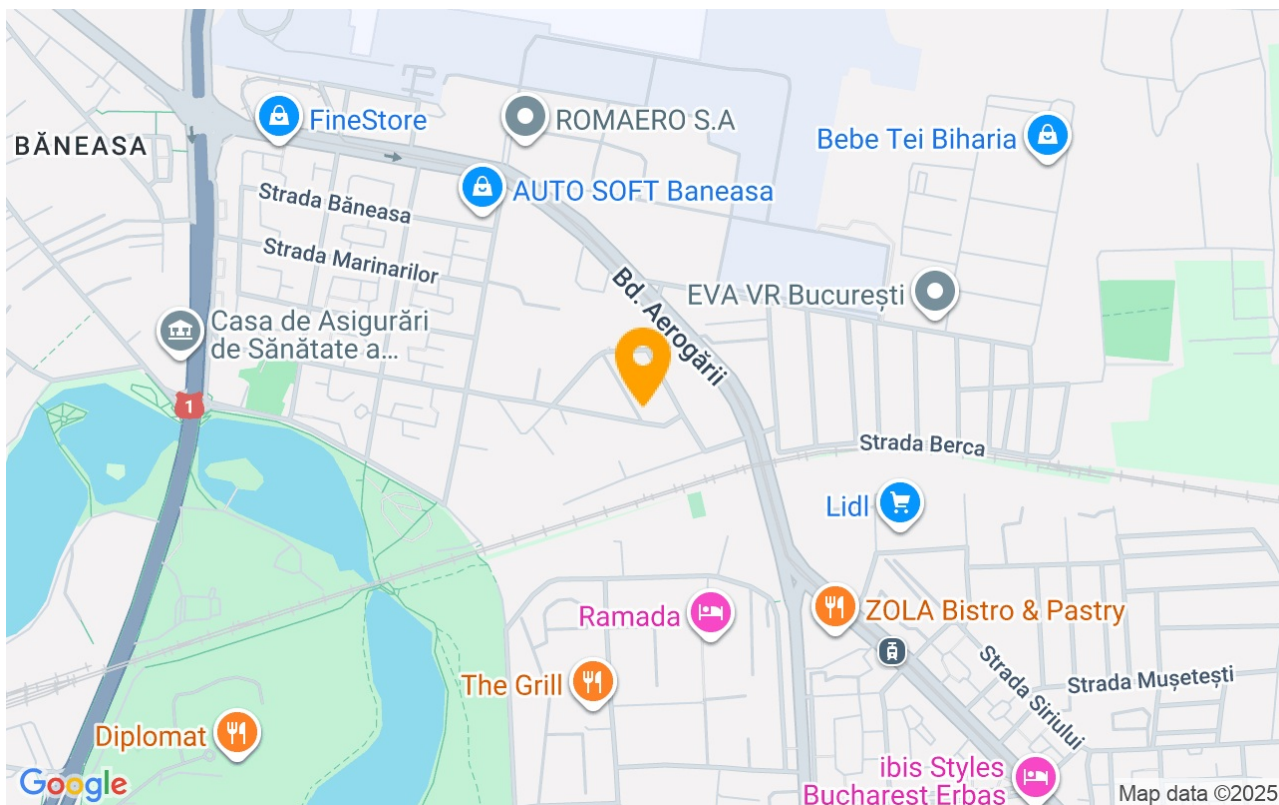 FineStore
ROMAERO S.A
BĂNEASA
Bebe Tei Biharia
Strada Băneasa
AUTO SOFT Baneasa
Strada Marinarilor
Bd. Aerogării
EVA VR București
Casa de Asigurări
de Sănătate a...
1
Strada Berca
Lidl
Ramada
ZOLA Bistro & Pastry
The Grill
Strada Siriului
Strada Mușetești
Diplomat
ibis Styles
Bucharest Erbas
Google
Map data ©2025